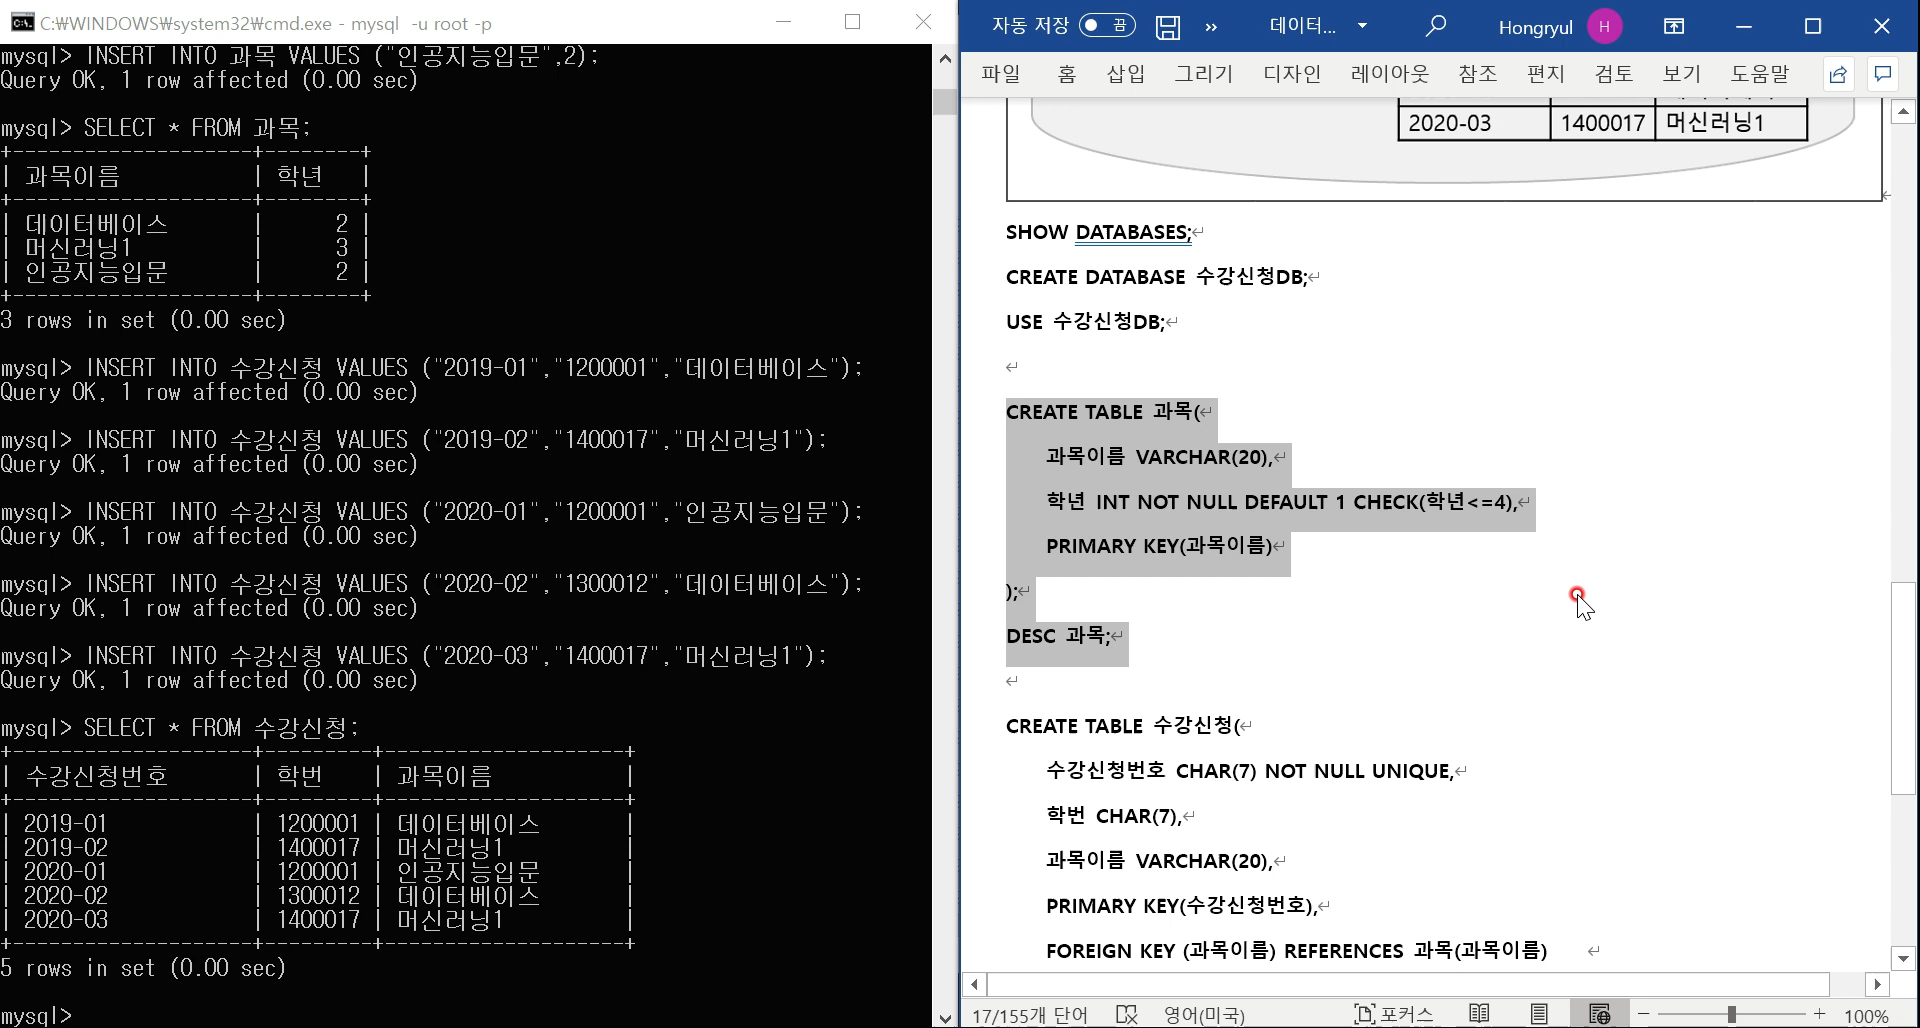 C:₩WINDOWS₩system32₩cmd.exe - mysql  -u root -p
mysql> INSERT INTO 과목 VALUES ("인공지능입문",2);
Query OK, 1 row affected (0.00 sec)
mysql> SELECT * FROM 과목;
| 과목이름 | 학년 |
| 데이터베이스 | 2 |
| 머신러닝1 | 3 |
| 인공지능입문 | 2 |
3 rows in set (0.00 sec)
mysql> INSERT INTO 수강신청 VALUES ("2019-01","1200001","데이터베이스");
Query OK, 1 row affected (0.00 sec)
mysql> INSERT INTO 수강신청 VALUES ("2019-02","1400017","머신러닝1");
Query OK, 1 row affected (0.00 sec)
mysql> INSERT INTO 수강신청 VALUES ("2020-01","1200001","인공지능입문");
Query OK, 1 row affected (0.00 sec)
mysql> INSERT INTO 수강신청 VALUES ("2020-02","1300012","데이터베이스");
Query OK, 1 row affected (0.00 sec)
mysql> INSERT INTO 수강신청 VALUES ("2020-03","1400017","머신러닝1");
Query OK, 1 row affected (0.00 sec)
mysql> SELECT * FROM 수강신청;
| 수강신청번호 | 학번 | 과목이름 |
| 2019-01 | 1200001 | 데이터베이스 |
| 2019-02 | 1400017 | 머신러닝1 |
| 2020-01 | 1200001 | 인공지능입문 |
| 2020-02 | 1300012 | 데이터베이스 |
| 2020-03 | 1400017 | 머신러닝1 |
5 rows in set (0.00 sec)
mysql>
자동 저장 끔 » 데이터... Hongryul H
파일 홈 삽입 그리기 디자인 레이아웃 참조 편지 검토 보기 도움말
2020-03 1400017 머신러닝1
SHOW DATABASES;
CREATE DATABASE 수강신청DB;
USE 수강신청DB;
CREATE TABLE 과목(
과목이름 VARCHAR(20),
학년 INT NOT NULL DEFAULT 1 CHECK(학년<=4),
PRIMARY KEY(과목이름)
);
DESC 과목;
CREATE TABLE 수강신청(
수강신청번호 CHAR(7) NOT NULL UNIQUE,
학번 CHAR(7),
과목이름 VARCHAR(20),
PRIMARY KEY(수강신청번호),
FOREIGN KEY (과목이름) REFERENCES 과목(과목이름)
17/155개 단어 영어(미국) 포커스 100%